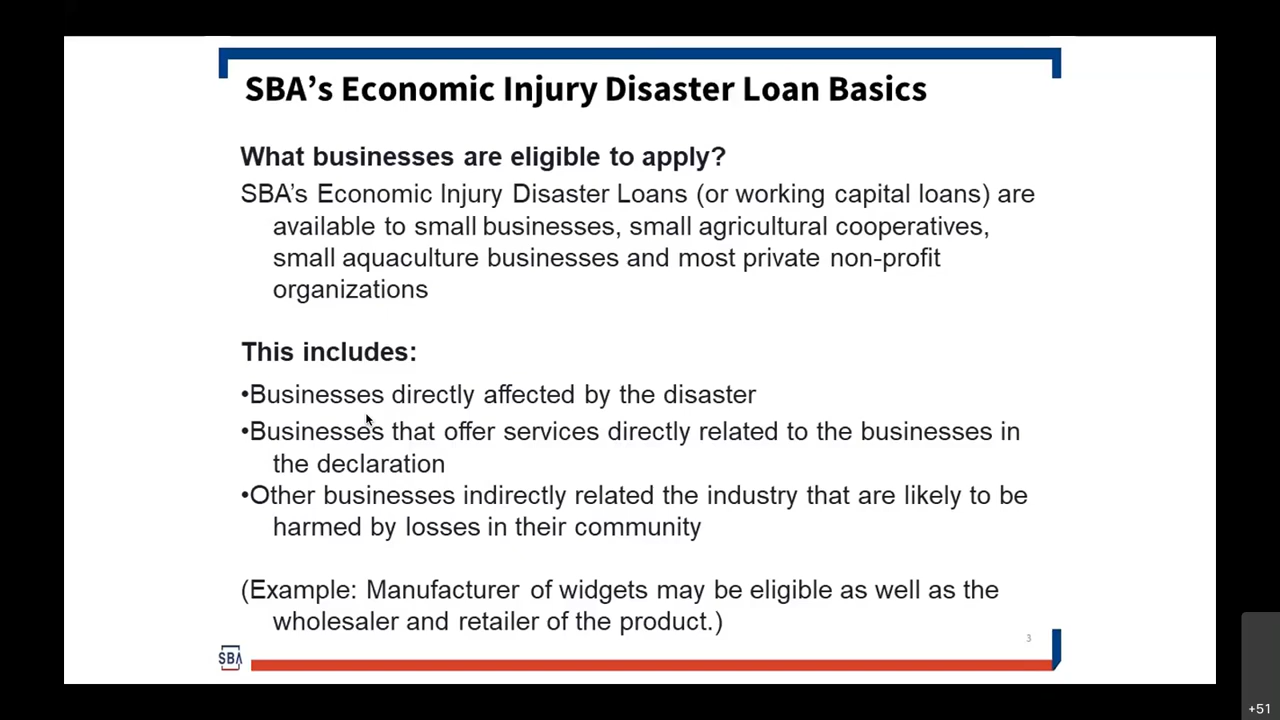 SBA’s Economic Injury Disaster Loan Basics
What businesses are eligible to apply?
SBA’s Economic Injury Disaster Loans (or working capital loans) are
available to small businesses, small agricultural cooperatives,
small aquaculture businesses and most private non-profit
organizations
This includes:
•Businesses directly affected by the disaster
•Businesses that offer services directly related to the businesses in
the declaration
•Other businesses indirectly related the industry that are likely to be
harmed by losses in their community
(Example: Manufacturer of widgets may be eligible as well as the
wholesaler and retailer of the product.)
3
SBA
+51